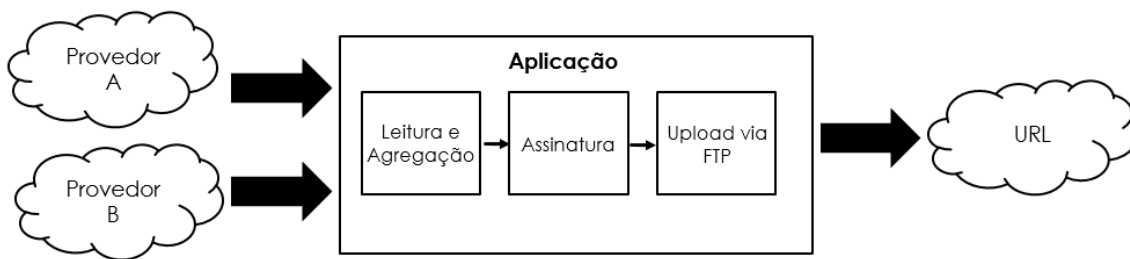 Provedor
A
Provedor
B
Aplicação
Leitura e
Agregação
Assinatura
Upload via
FTP
URL